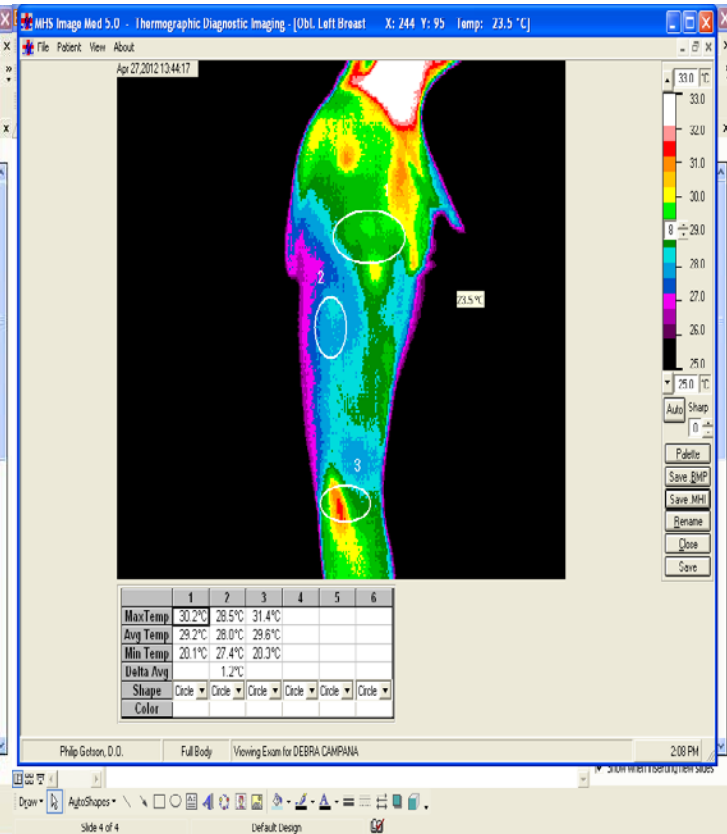 MHS Image Med 5.0 - Thermographic Diagnostic Imaging - [Obl. Left Breast X: 244 Y: 95 Temp: 23.5 °C]
File Patient View About
Apr 27,2012 13:44:17
33.0 °C
33.0
32.0
31.0
30.0
8 29.0
28.0
27.0
26.0
25.0
25.0 °C
2
23.5 °C
3
Auto Sharp
0
Palette
Save .BMP
Save .MHI
Rename
Close
Save
1 2 3 4 5 6
Max Temp 30.2°C 28.5°C 31.4°C
Avg Temp 29.2°C 28.0°C 29.6°C
Min Temp 20.1°C 27.4°C 20.3°C
Delta Avg 1.2°C
Shape Circle Circle Circle Circle Circle Circle
Color
Philip Getson, D.O. Full Body Viewing Exam for DEBRA CAMPANA 2:08 PM
Show when inserting new slides
Draw AutoShapes
Slide 4 of 4 Default Design